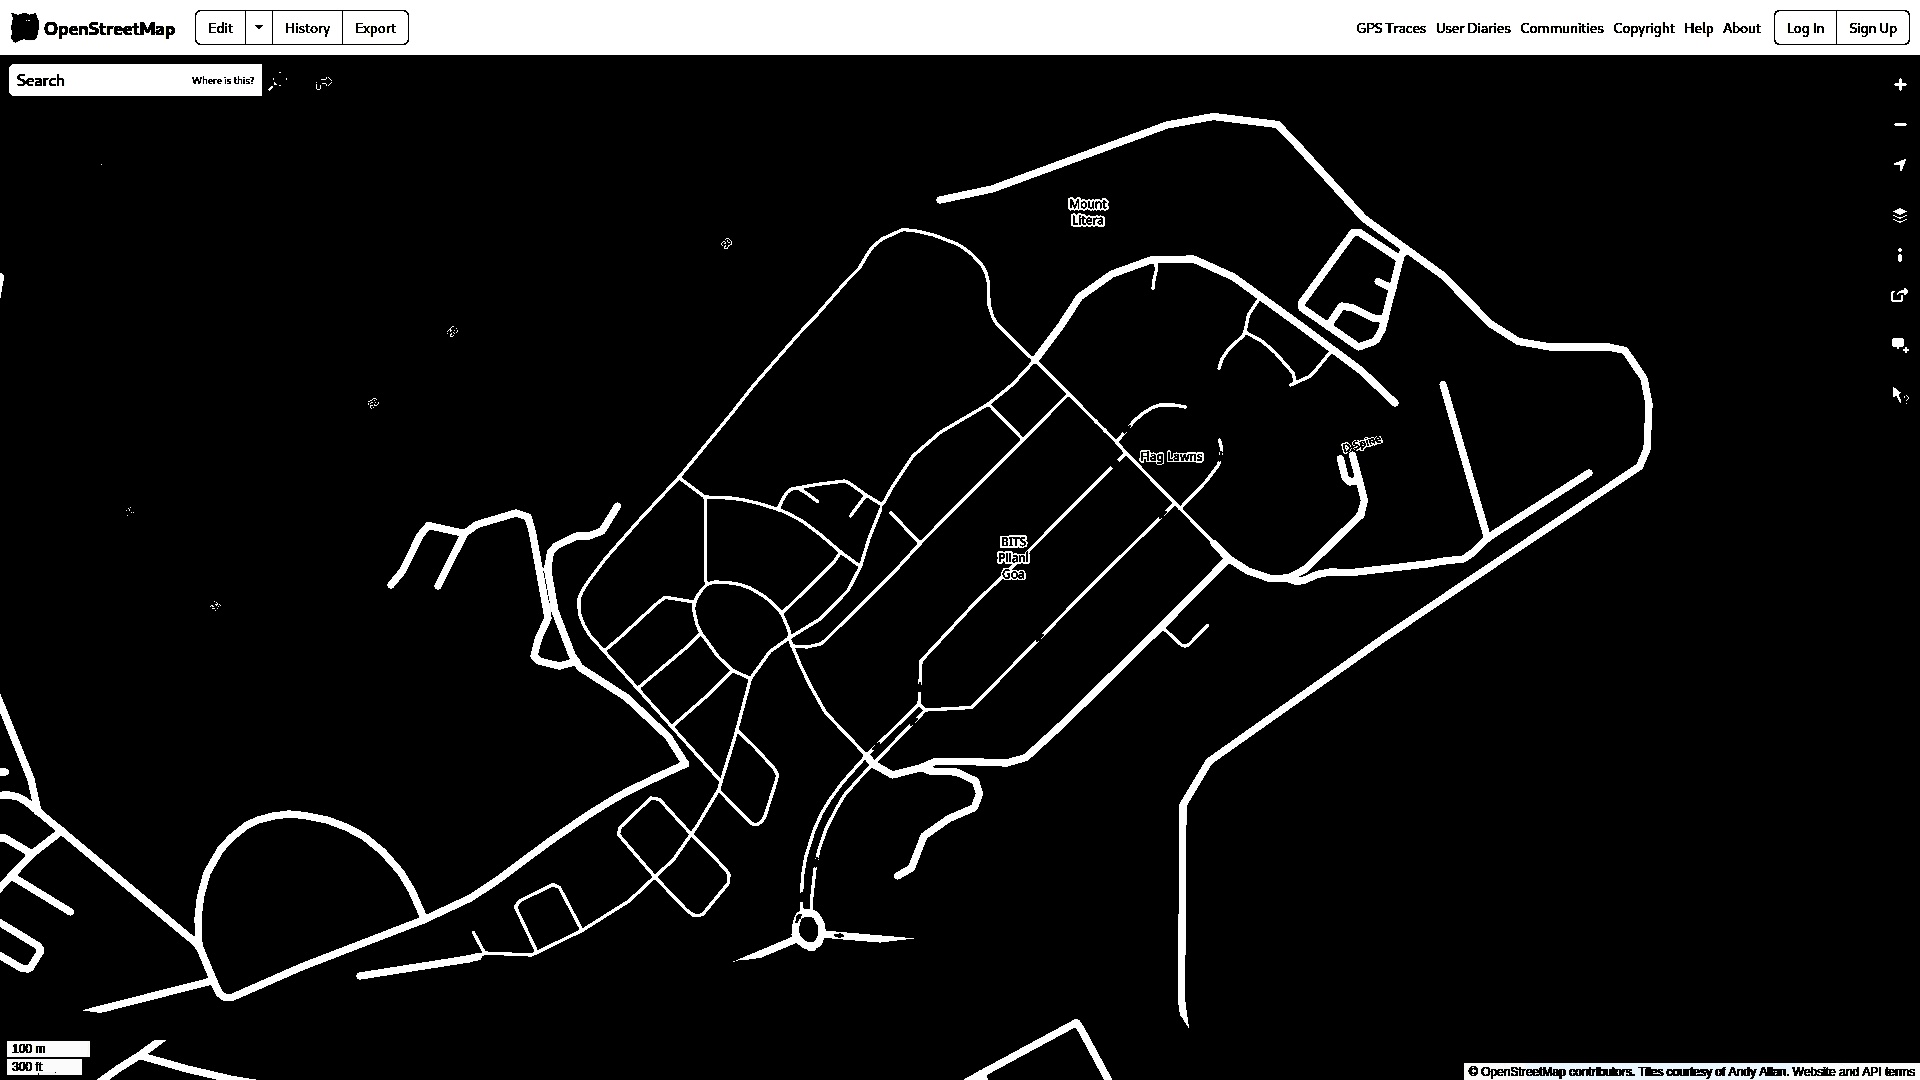 OpenStreetMap
Edit
History
Export
GPS Traces
User Diaries
Communities
Copyright
Help
About
Log In
Sign Up
Search
Where is this?
Mount
Litera
D Spine
Flag Lawns
BITS
Pilani
Goa
100 m
300 ft
© OpenStreetMap contributors. Tiles courtesy of Andy Allan. Website and API terms